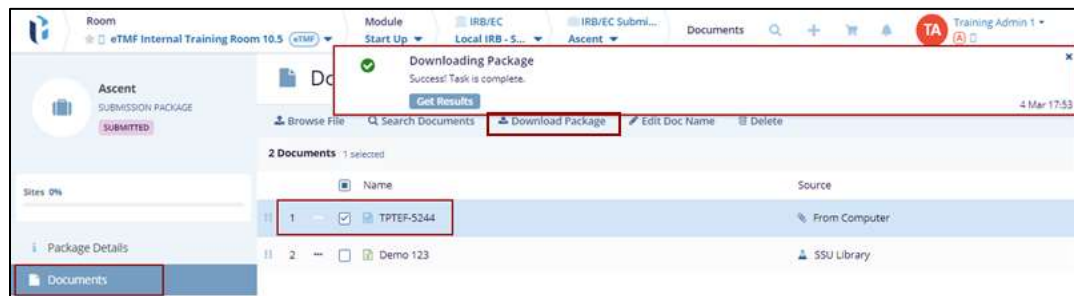 Room
eTMF Internal Training Room 10.5 eTMF
Module
Start Up
IRB/EC
Local IRB - S...
IRB/EC Submi...
Ascent
Documents
TA
Training Admin 1
A
Ascent
SUBMISSION PACKAGE
SUBMITTED
Sites 0%
Package Details
Documents
Downloading Package
Success! Task is complete.
Get Results
4 Mar 17:53
Browse File Search Documents Download Package Edit Doc Name Delete
2 Documents 1 selected
Name Source
1 TPTEF-5244 From Computer
2 Demo 123 SSU Library